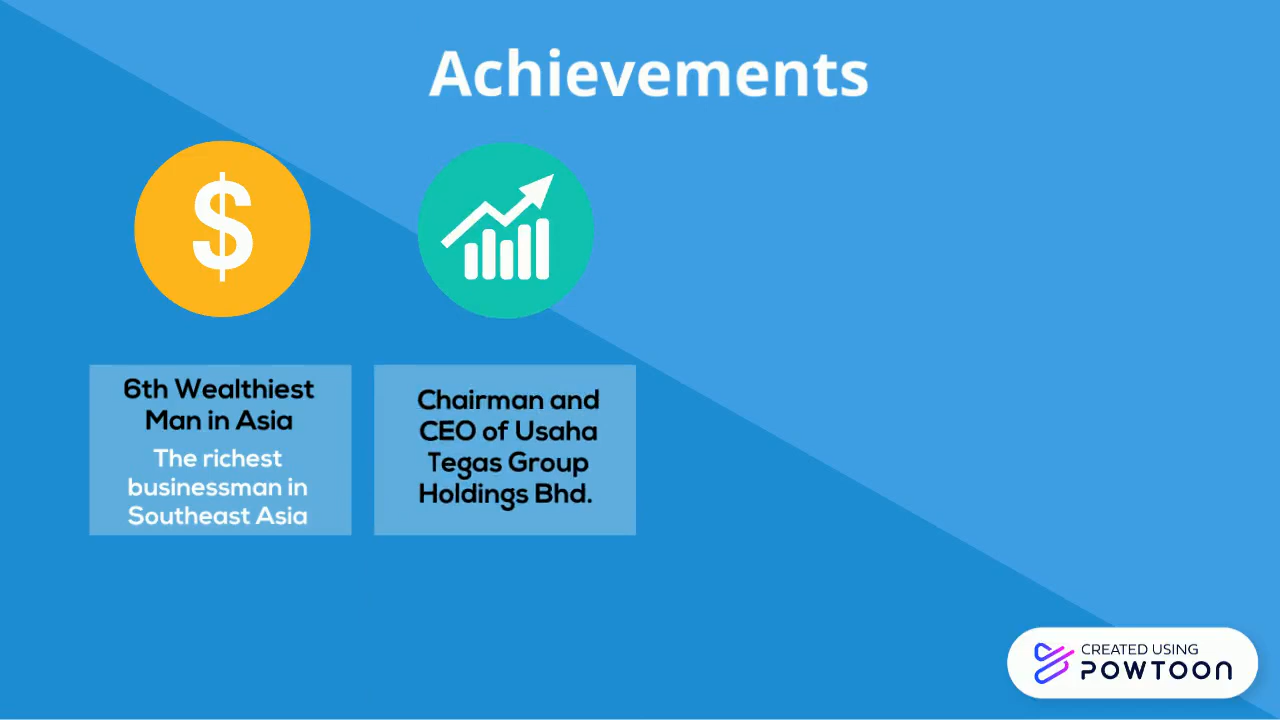 Achievements
$
6th Wealthiest
Man in Asia
The richest
businessman in
Southeast Asia
Chairman and
CEO of Usaha
Tegas Group
Holdings Bhd.
CREATED USING
POWTOON